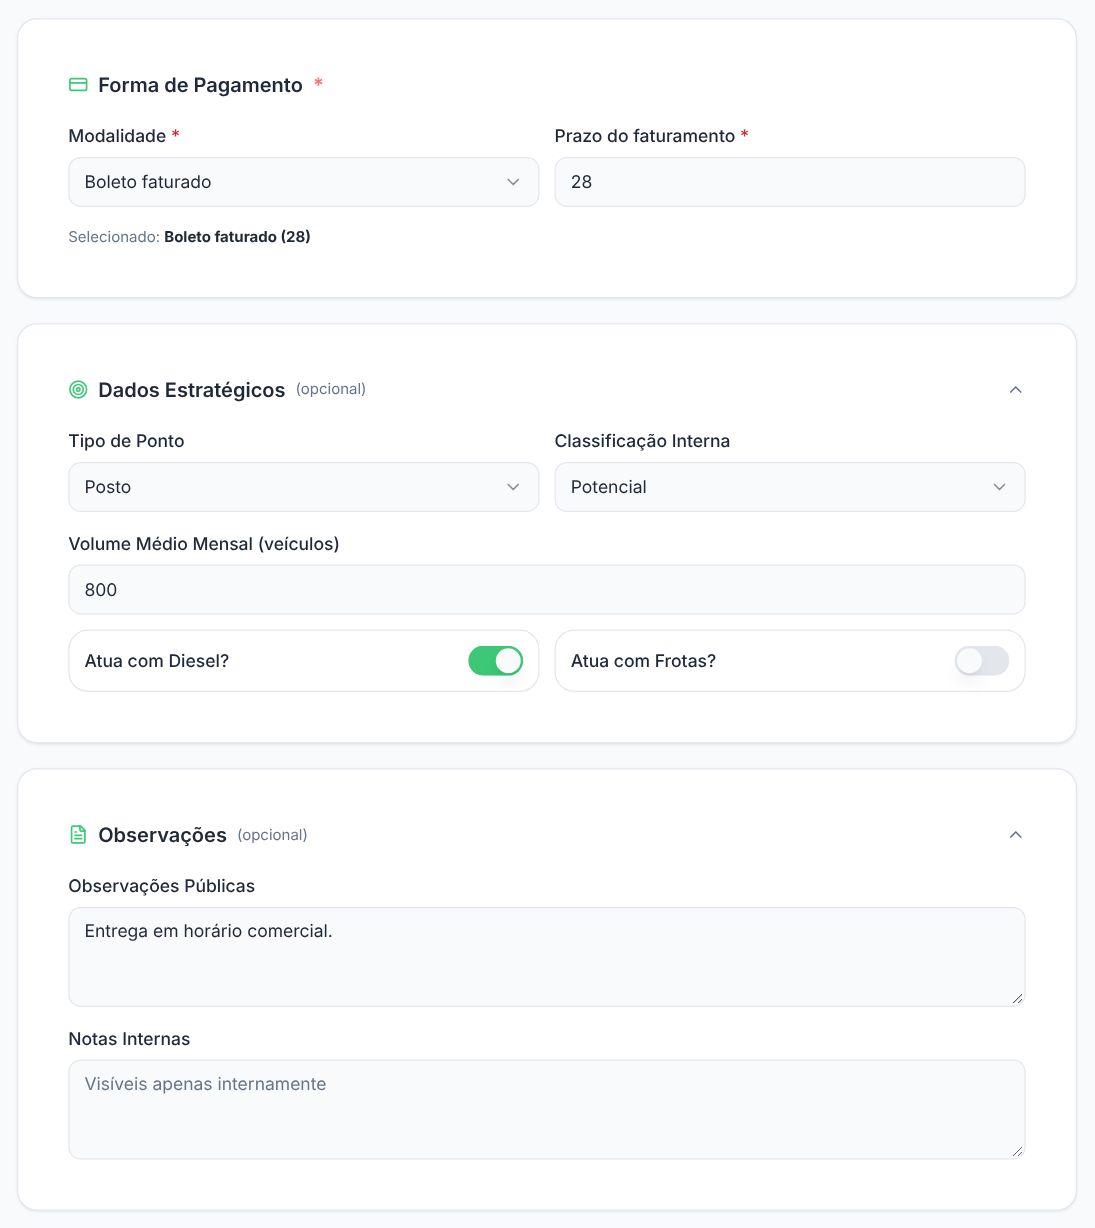 Forma de Pagamento *
Modalidade * Prazo do faturamento *
Boleto faturado 28
Selecionado: Boleto faturado (28)
Dados Estratégicos (opcional)
Tipo de Ponto Classificação Interna
Posto Potencial
Volume Médio Mensal (veículos)
800
Atua com Diesel? Atua com Frotas?
Observações (opcional)
Observações Públicas
Entrega em horário comercial.
Notas Internas
Visíveis apenas internamente